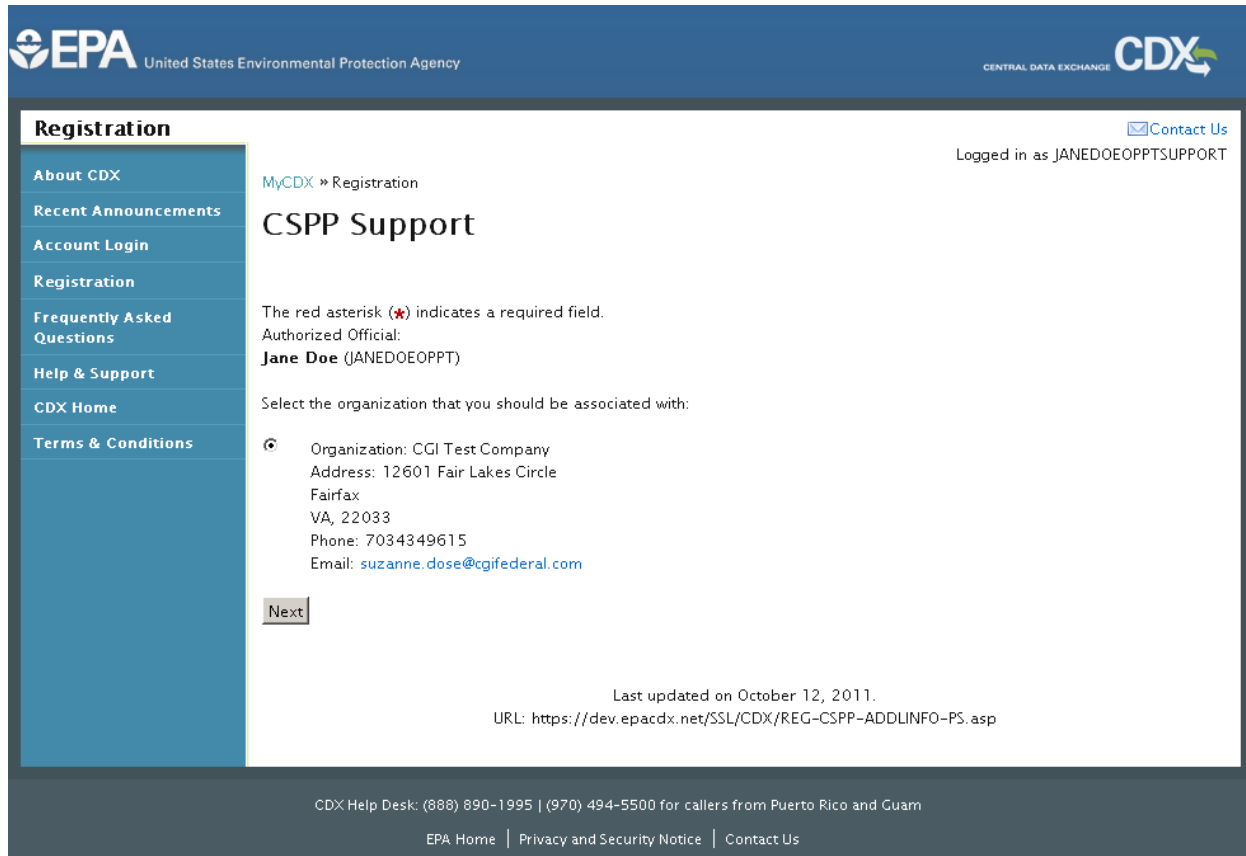 EPA United States Environmental Protection Agency
CENTRAL DATA EXCHANGE CDX
Registration
Contact Us
Logged in as JANEDOEOPPTSUPPORT
About CDX
Recent Announcements
Account Login
Registration
Frequently Asked
Questions
Help & Support
CDX Home
Terms & Conditions
MyCDX » Registration
CSPP Support
The red asterisk (*) indicates a required field.
Authorized Official:
Jane Doe (JANEDOEOPPT)
Select the organization that you should be associated with:
Organization: CGI Test Company
Address: 12601 Fair Lakes Circle
Fairfax
VA, 22033
Phone: 7034349615
Email: suzanne.dose@cgifederal.com
Next
Last updated on October 12, 2011.
URL: https://dev.epacdx.net/SSL/CDX/REG-CSPP-ADDLINFO-PS.asp
CDX Help Desk: (888) 890-1995 | (970) 494-5500 for callers from Puerto Rico and Guam
EPA Home | Privacy and Security Notice | Contact Us